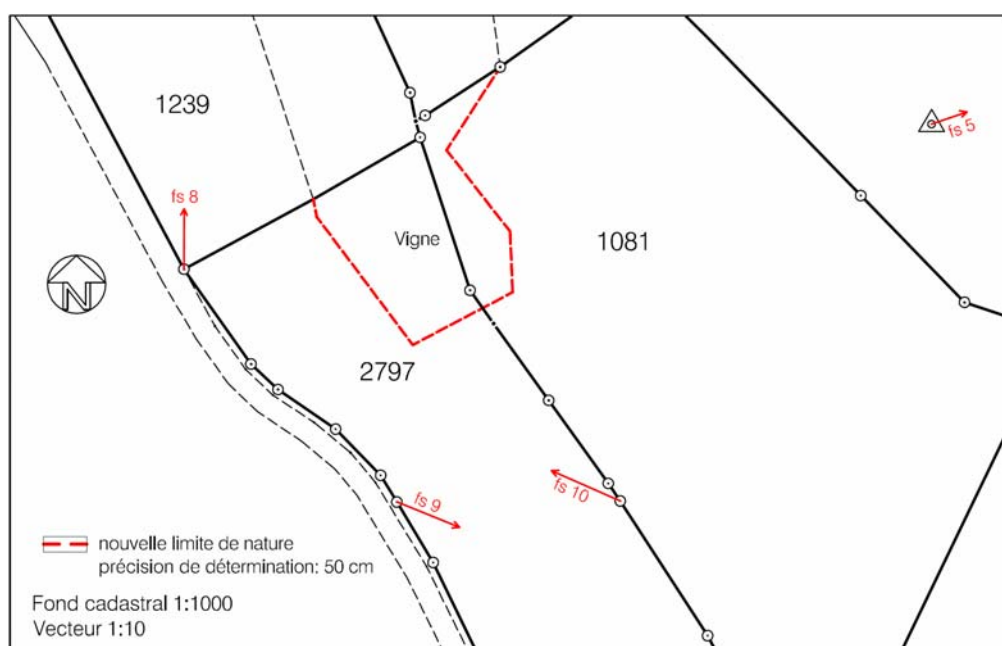 1239
fs 5
fs 8
Vigne
1081
N
2797
fs 9
fs 10
nouvelle limite de nature
précision de détermination: 50 cm
Fond cadastral 1:1000
Vecteur 1:10